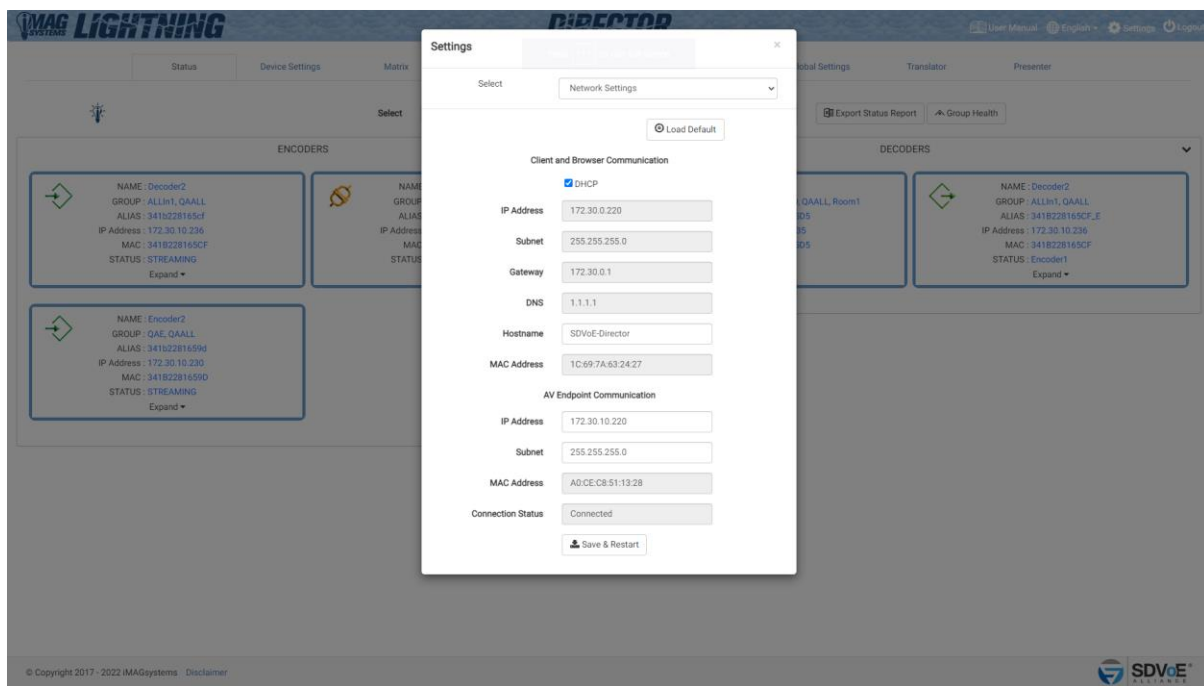 iMAG SYSTEMS LIGHTNING
DIRECTOR
User Manual English Settings Logout
Status Device Settings Matrix Global Settings Translator Presenter
Select
Export Status Report Group Health
ENCODERS
DECODERS
NAME : Decoder2
GROUP : ALLIn1, QAALL
ALIAS : 341b228165cf
IP Address : 172.30.10.236
MAC : 341B228165CF
STATUS : STREAMING
Expand
NAME : Encoder2
GROUP : QAE, QAALL
ALIAS : 341b2281659d
IP Address : 172.30.10.230
MAC : 341B2281659D
STATUS : STREAMING
Expand
Settings
×
Select Network Settings
Load Default
Client and Browser Communication
DHCP
IP Address 172.30.0.220
Subnet 255.255.255.0
Gateway 172.30.0.1
DNS 1.1.1.1
Hostname SDVoE-Director
MAC Address 1C:69:7A:63:24:27
AV Endpoint Communication
IP Address 172.30.10.220
Subnet 255.255.255.0
MAC Address A0:CE:C8:51:13:28
Connection Status Connected
Save & Restart
QAALL, Room1
NAME : Decoder2
GROUP : ALLIn1, QAALL
ALIAS : 341B228165CF_E
IP Address : 172.30.10.236
MAC : 341B228165CF
STATUS : Encoder1
Expand
© Copyright 2017 - 2022 iMAGsystems Disclaimer
SDVoE
ALLIANCE